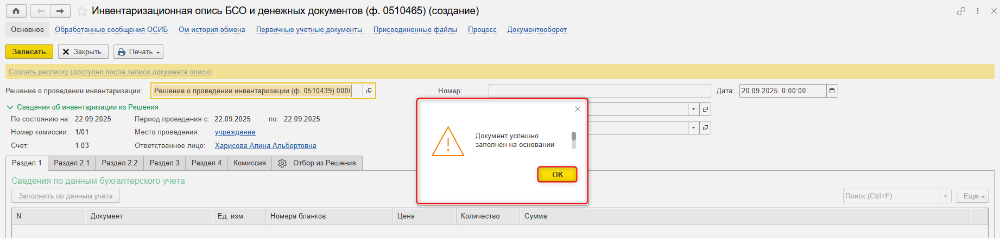 Инвентаризационная опись БСО и денежных документов (ф. 0510465) (создание)
Основное Обработанные сообщения ОСИБ Ом история обмена Первичные учетные документы Присоединенные файлы Процесс Документооборот
Записать Закрыть Печать
Создать расписку (доступно после записи документа описи)
Решение о проведении инвентаризации: Решение о проведении инвентаризации (ф. 0510439) ... Номер: Дата: 20.09.2025 0:00:00
Сведения об инвентаризации из Решения
По состоянию на: 22.09.2025 Период проведения с: 22.09.2025 по: 22.09.2025
Номер комиссии: 1/01 Место проведения: учреждение
Счет: 1.03 Ответственное лицо: Харисова Алина Альбертовна
Документ успешно
заполнен на основании
OK
Раздел 1 Раздел 2.1 Раздел 2.2 Раздел 3 Раздел 4 Комиссия Отбор из Решения
Сведения по данным бухгалтерского учета
Заполнить по данным учета Поиск (Ctrl+F) × Еще
N Документ Ед. изм. Номера бланков Цена Количество Сумма